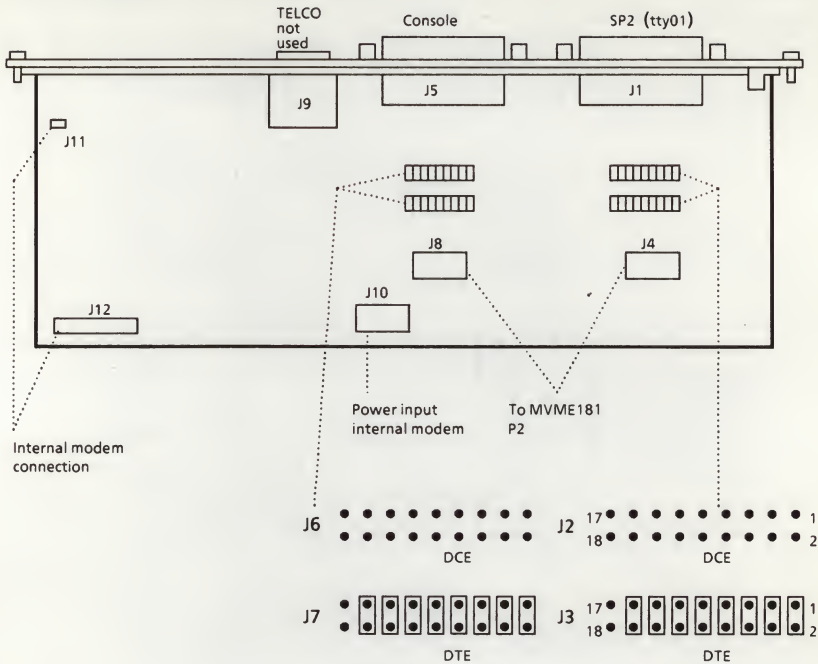 TELCO
not
used
Console
SP2 (tty01)
J9
J5
J1
J11
J8
J4
J12
J10
Internal modem
connection
Power input
internal modem
To MVME181
P2
J6
DCE
J2
17
1
18
2
DCE
J7
DTE
J3
17
1
18
2
DTE